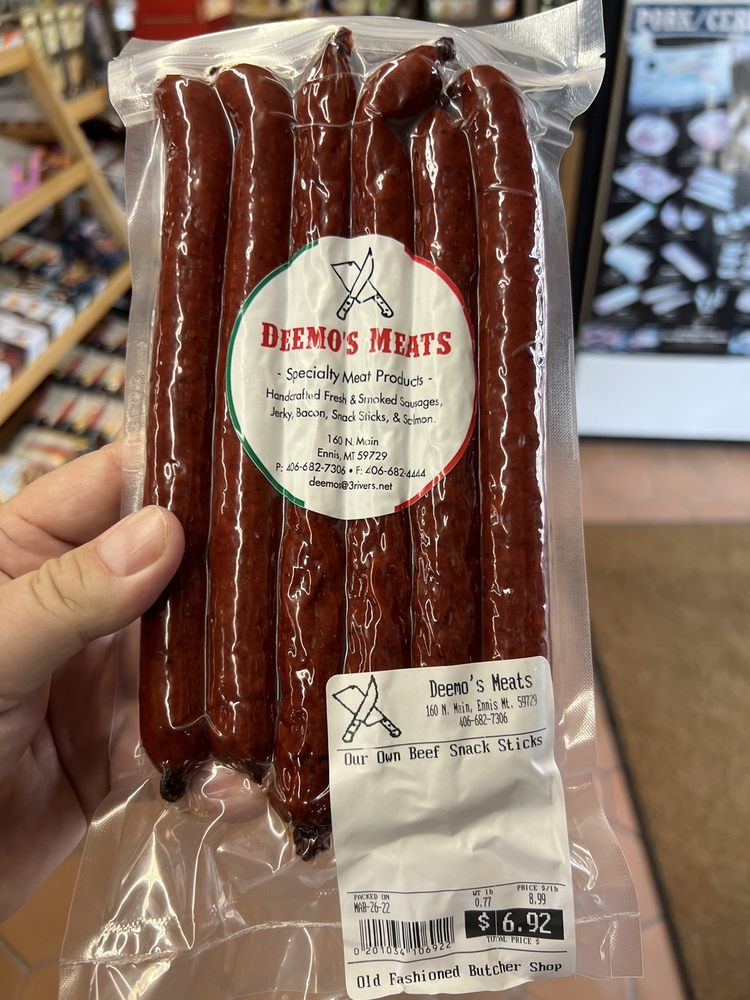 PORK/CER
DEEMO'S MEATS
- Specialty Meat Products -
Handcrafted Fresh & Smoked Sausages,
Jerky, Bacon, Snack Sticks, & Salmon.
160 N. Main
Ennis, MT 59729
P: 406-682-7306 • F: 406-682-4444
deemos@3rivers.net
Deemo's Meats
160 N. Main, Ennis Mt. 59729
406-682-7306
Our Own Beef Snack Sticks
PACKED ON WT lb PRICE $/lb
MAR-26-22 0.77 8.99
$ 6.92
TOTAL PRICE $
0 201034 106922
Old Fashioned Butcher Shop